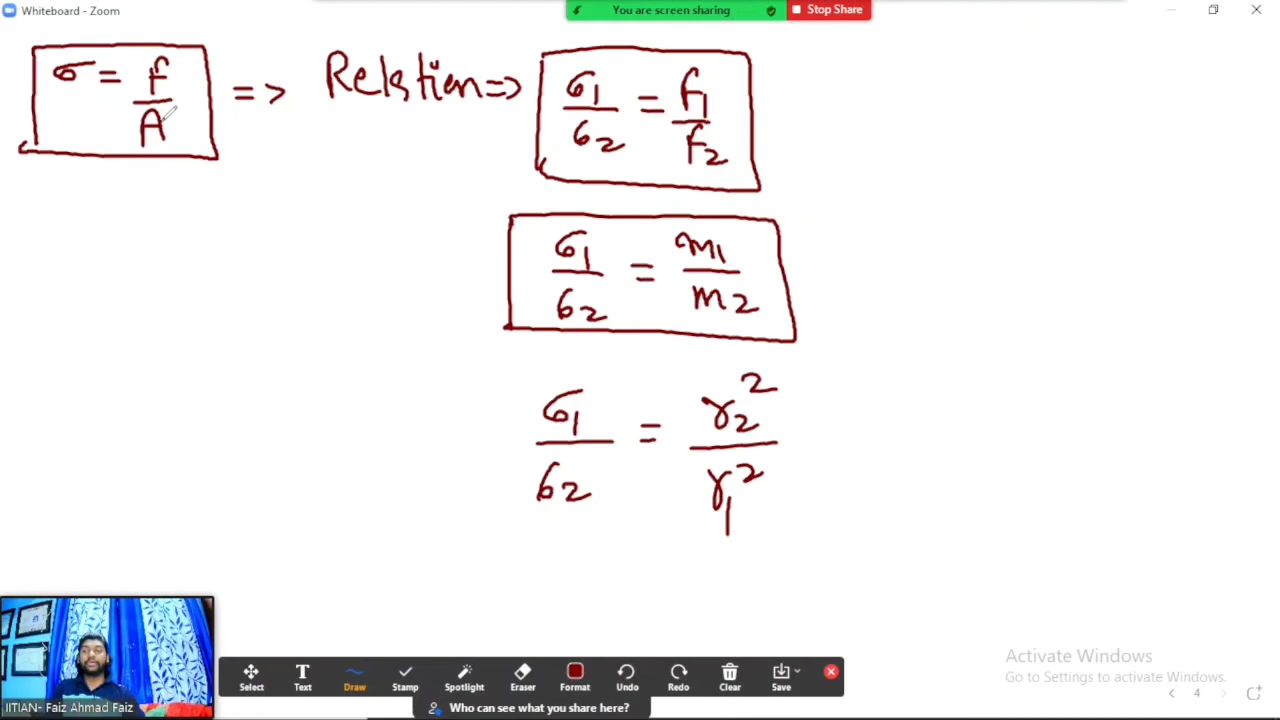 Whiteboard - Zoom
You are screen sharing
Stop Share
σ = F/A => Relation => σ1/σ2 = F1/F2
σ1/σ2 = m1/m2
σ1/σ2 = r2²/r1²
Activate Windows
Go to Settings to activate Windows.
4
Select Text Draw Stamp Spotlight Eraser Format Undo Redo Clear Save
Who can see what you share here?
IITIAN- Faiz Ahmad Faiz